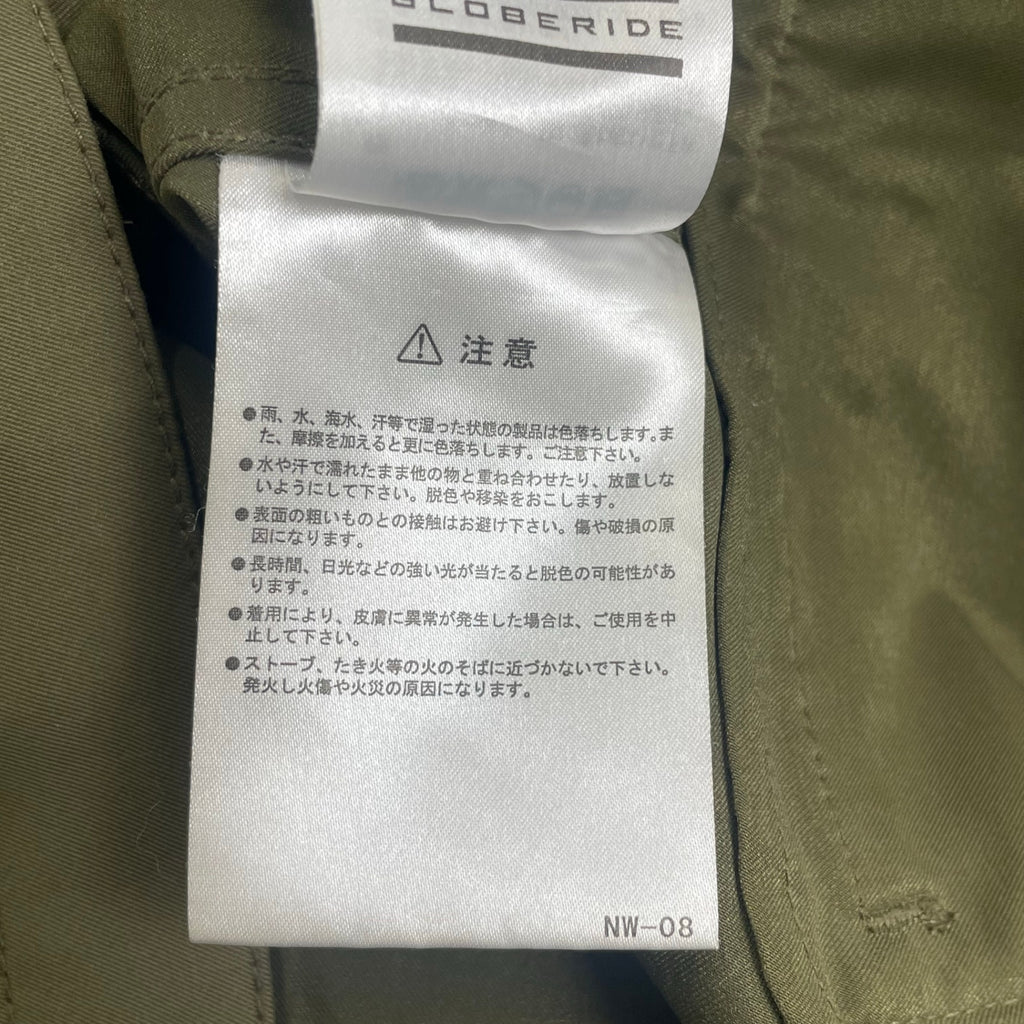 GLOBERIDE
注意
●雨、水、海水、汗等で湿った状態の製品は色落ちします。ま
た、摩擦を加えると更に色落ちします。ご注意下さい。
●水や汗で濡れたまま他の物と重ね合わせたり、放置しな
いようにして下さい。脱色や移染をおこします。
●表面の粗いものとの接触はお避け下さい。傷や破損の原
因になります。
●長時間、日光などの強い光が当たると脱色の可能性があ
ります。
●着用により、皮膚に異常が発生した場合は、ご使用を中
止して下さい。
●ストーブ、たき火等の火のそばに近づかないで下さい。
発火し火傷や火災の原因になります。
NW-08